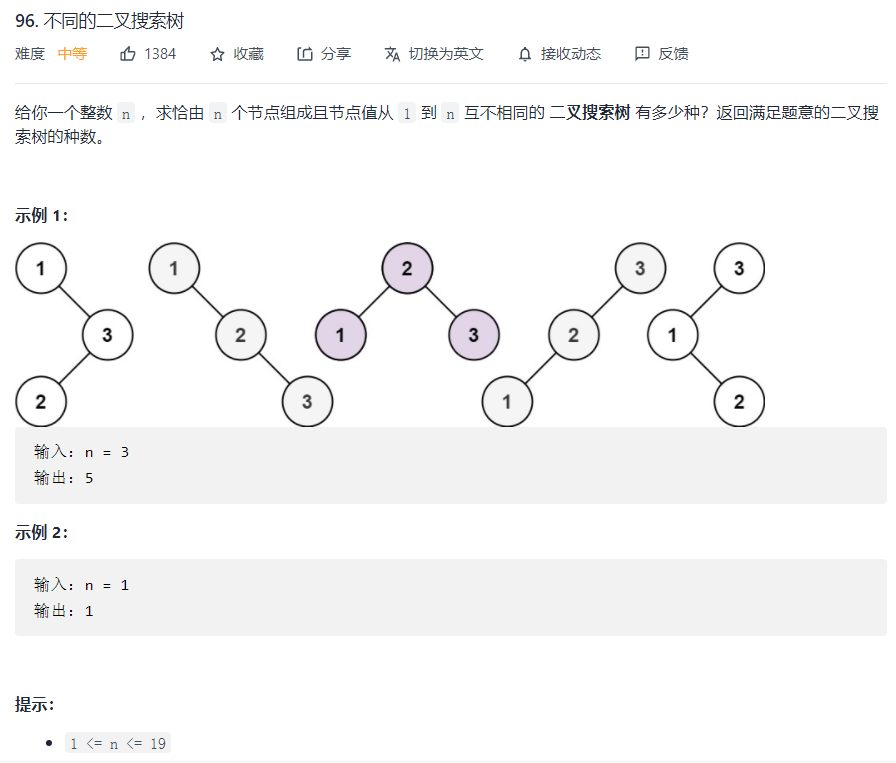 96. 不同的二叉搜索树
难度 中等 1384 收藏 分享 切换为英文 接收动态 反馈
给你一个整数 n ，求恰由 n 个节点组成且节点值从 1 到 n 互不相同的 二叉搜索树 有多少种？返回满足题意的二叉搜
索树的种数。
示例 1：
1 1 2 3 3
3 2 1 3 2 1
2 3 1 2
输入：n = 3
输出：5
示例 2：
输入：n = 1
输出：1
提示：
1 <= n <= 19